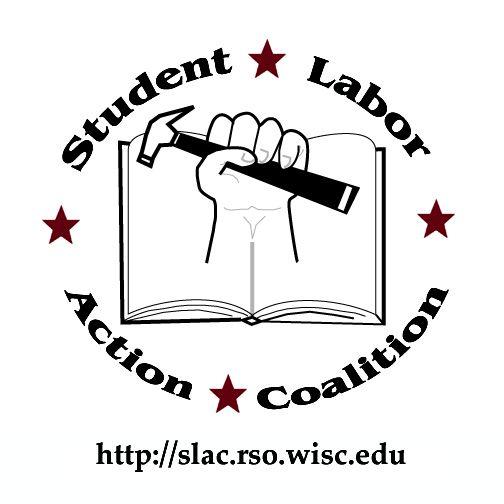 Student Labor
Action Coalition
http://slac.rso.wisc.edu